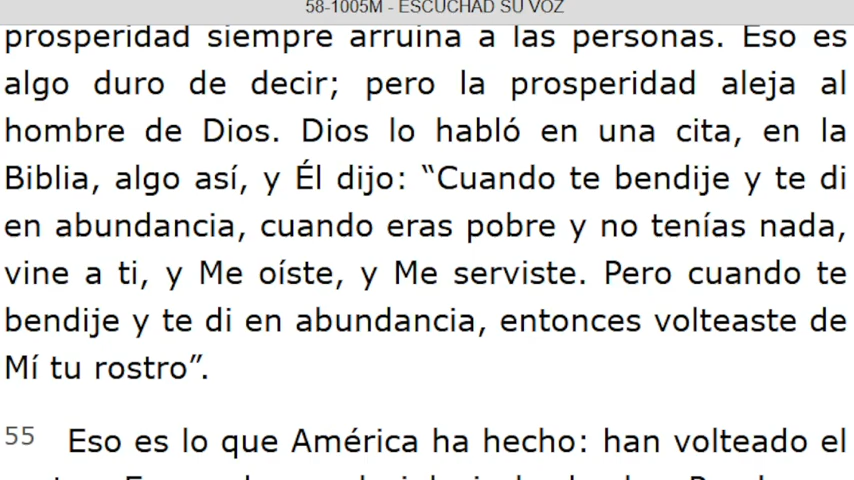 58-1005M - ESCUCHAD SU VOZ
prosperidad siempre arruina a las personas. Eso es
algo duro de decir; pero la prosperidad aleja al
hombre de Dios. Dios lo habló en una cita, en la
Biblia, algo así, y Él dijo: “Cuando te bendije y te di
en abundancia, cuando eras pobre y no tenías nada,
vine a ti, y Me oíste, y Me serviste. Pero cuando te
bendije y te di en abundancia, entonces volteaste de
Mí tu rostro”.
55 Eso es lo que América ha hecho: han volteado el